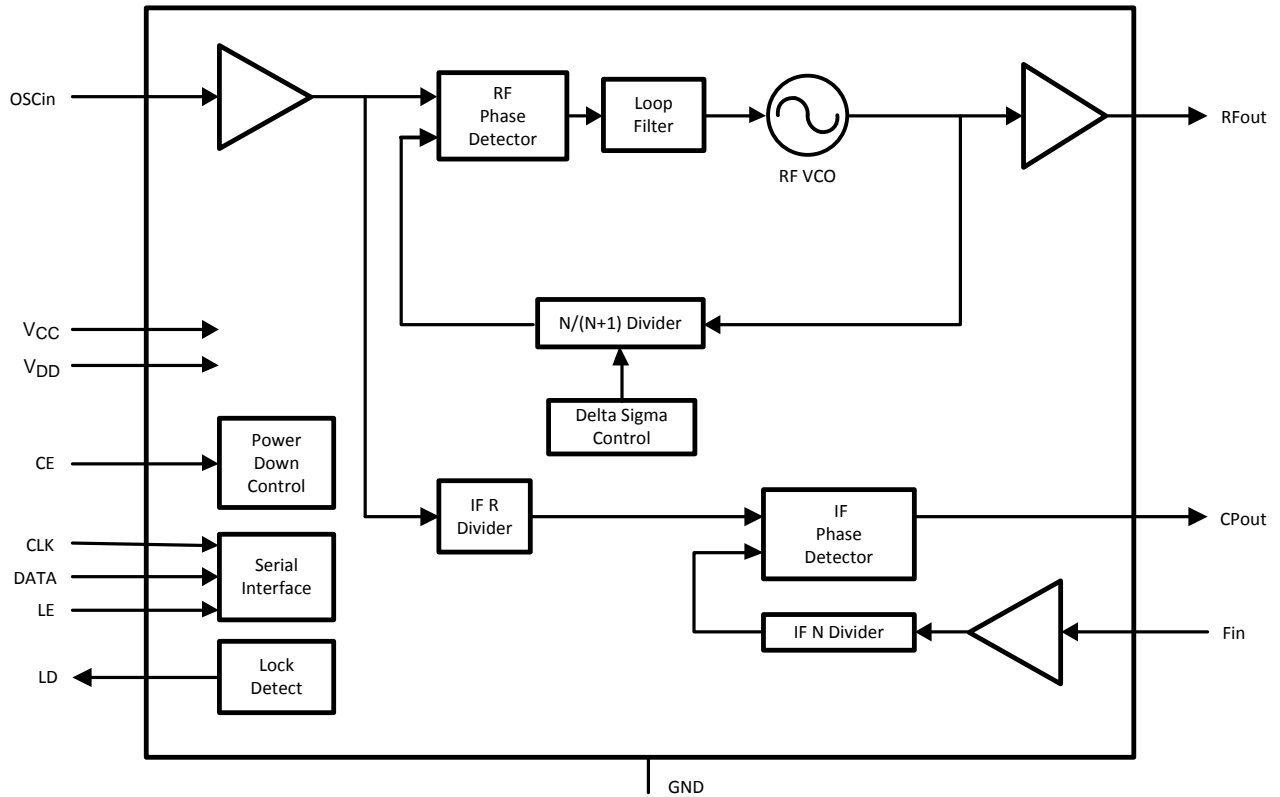 OSCin
RF
Phase
Detector
Loop
Filter
RF VCO
RFout
VCC
VDD
N/(N+1) Divider
Delta Sigma
Control
CE
Power
Down
Control
IF R
Divider
IF
Phase
Detector
CPout
CLK
DATA
LE
Serial
Interface
IF N Divider
Fin
LD
Lock
Detect
GND